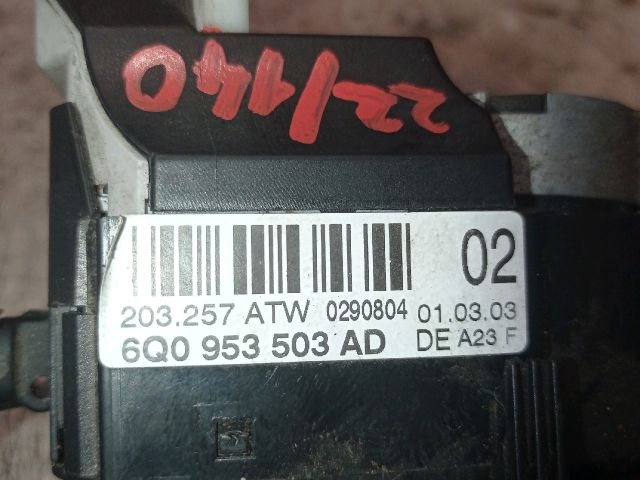 22/140
02
203.257 ATW 0290804 01.03.03
6Q0 953 503 AD DE A23 F